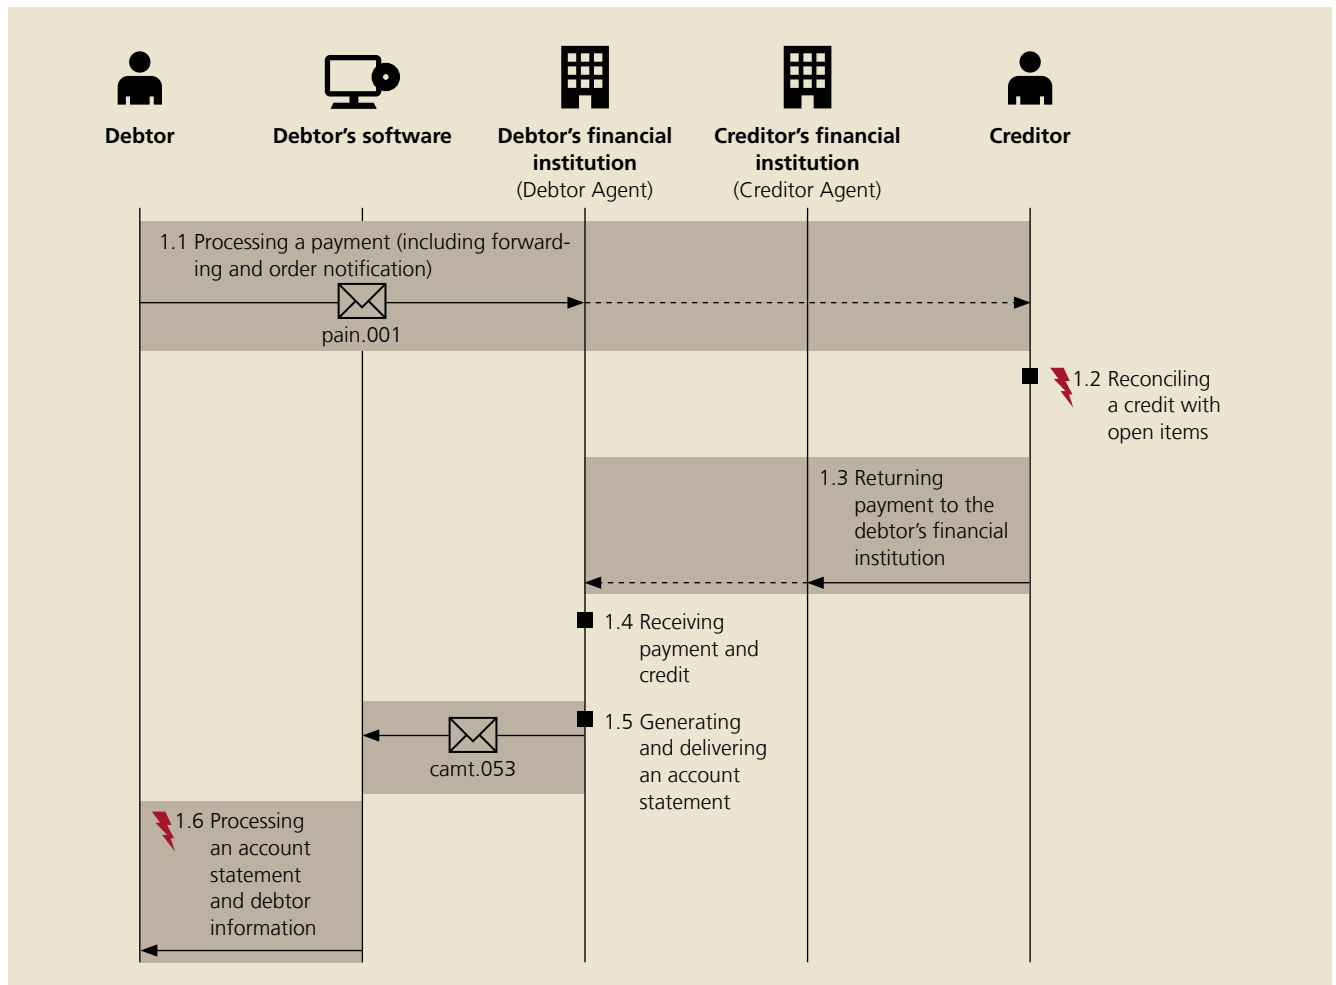 Debtor
Debtor's software
Debtor's financial
institution
(Debtor Agent)
Creditor's financial
institution
(Creditor Agent)
Creditor
1.1 Processing a payment (including forward-
ing and order notification)
pain.001
1.2 Reconciling
a credit with
open items
1.3 Returning
payment to the
debtor's financial
institution
1.4 Receiving
payment and
credit
1.5 Generating
and delivering
an account
statement
camt.053
1.6 Processing
an account
statement
and debtor
information